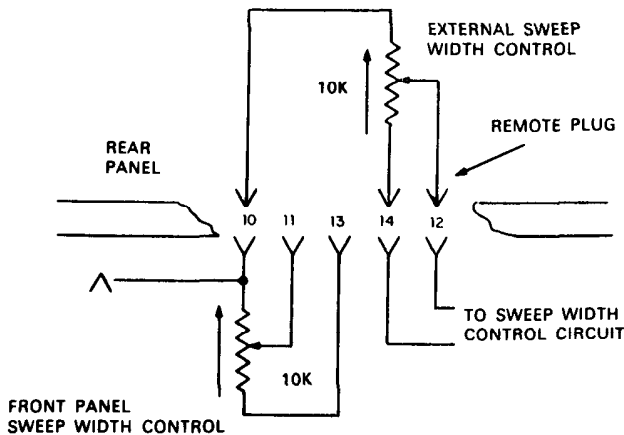 EXTERNAL SWEEP
WIDTH CONTROL
10K
REMOTE PLUG
REAR
PANEL
10 11 13 14 12
TO SWEEP WIDTH
CONTROL CIRCUIT
10K
FRONT PANEL
SWEEP WIDTH CONTROL